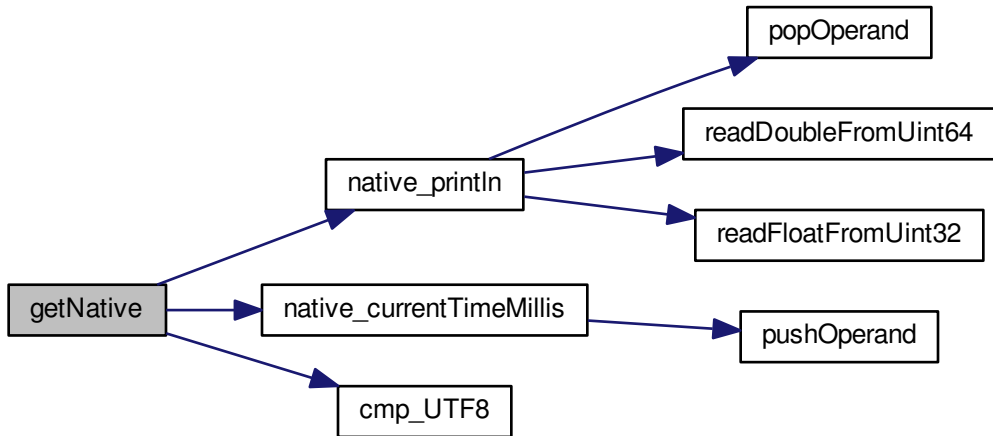 popOperand
readDoubleFromUint64
native_println
readFloatFromUint32
getNative
native_currentTimeMillis
pushOperand
cmp_UTF8